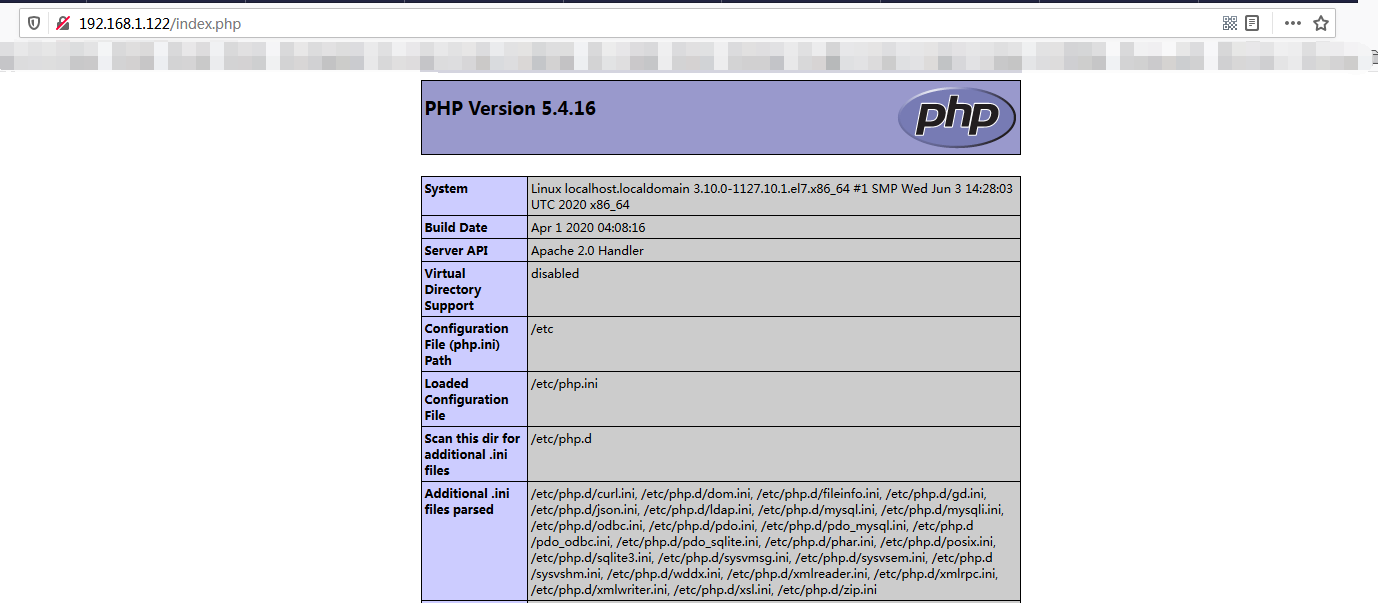 192.168.1.122/index.php
PHP Version 5.4.16
php
System
Linux localhost.localdomain 3.10.0-1127.10.1.el7.x86_64 #1 SMP Wed Jun 3 14:28:03
UTC 2020 x86_64
Build Date
Apr 1 2020 04:08:16
Server API
Apache 2.0 Handler
Virtual
Directory
Support
disabled
Configuration
File (php.ini)
Path
/etc
Loaded
Configuration
File
/etc/php.ini
Scan this dir for
additional .ini
files
/etc/php.d
Additional .ini
files parsed
/etc/php.d/curl.ini, /etc/php.d/dom.ini, /etc/php.d/fileinfo.ini, /etc/php.d/gd.ini,
/etc/php.d/json.ini, /etc/php.d/ldap.ini, /etc/php.d/mysql.ini, /etc/php.d/mysqli.ini,
/etc/php.d/odbc.ini, /etc/php.d/pdo.ini, /etc/php.d/pdo_mysql.ini, /etc/php.d
/pdo_odbc.ini, /etc/php.d/pdo_sqlite.ini, /etc/php.d/phar.ini, /etc/php.d/posix.ini,
/etc/php.d/sqlite3.ini, /etc/php.d/sysvmsg.ini, /etc/php.d/sysvsem.ini, /etc/php.d
/sysvshm.ini, /etc/php.d/wddx.ini, /etc/php.d/xmlreader.ini, /etc/php.d/xmlrpc.ini,
/etc/php.d/xmlwriter.ini, /etc/php.d/xsl.ini, /etc/php.d/zip.ini